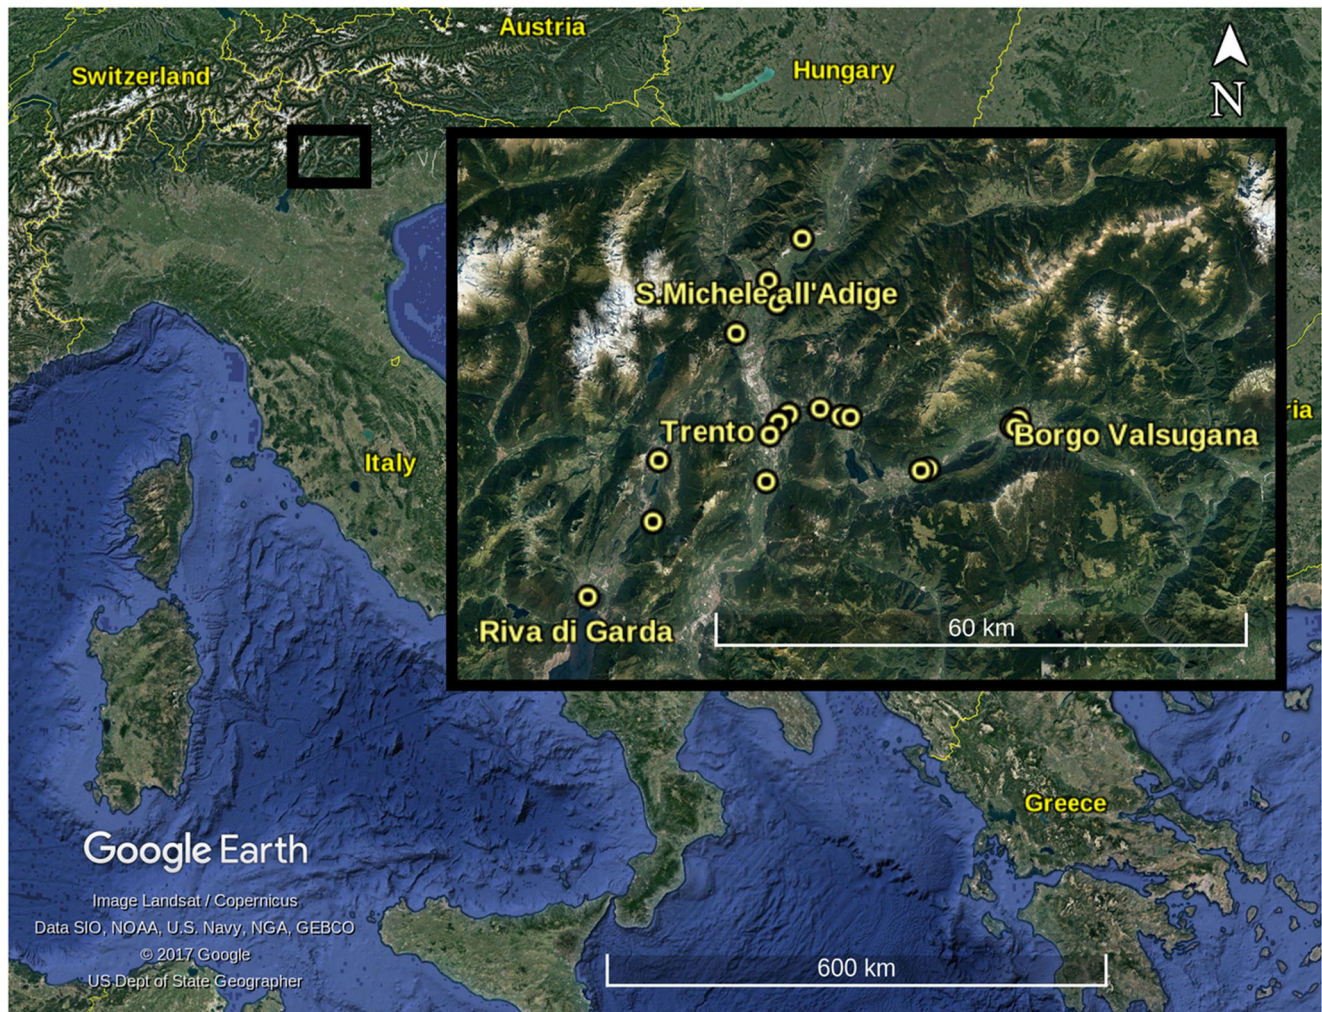 Austria
Switzerland
Hungary
N
S.Michele all'Adige
Trento
Borgo Valsugana
ria
Italy
Riva di Garda
60 km
Greece
Google Earth
Image Landsat / Copernicus
Data SIO, NOAA, U.S. Navy, NGA, GEBCO
© 2017 Google
US Dept of State Geographer
600 km